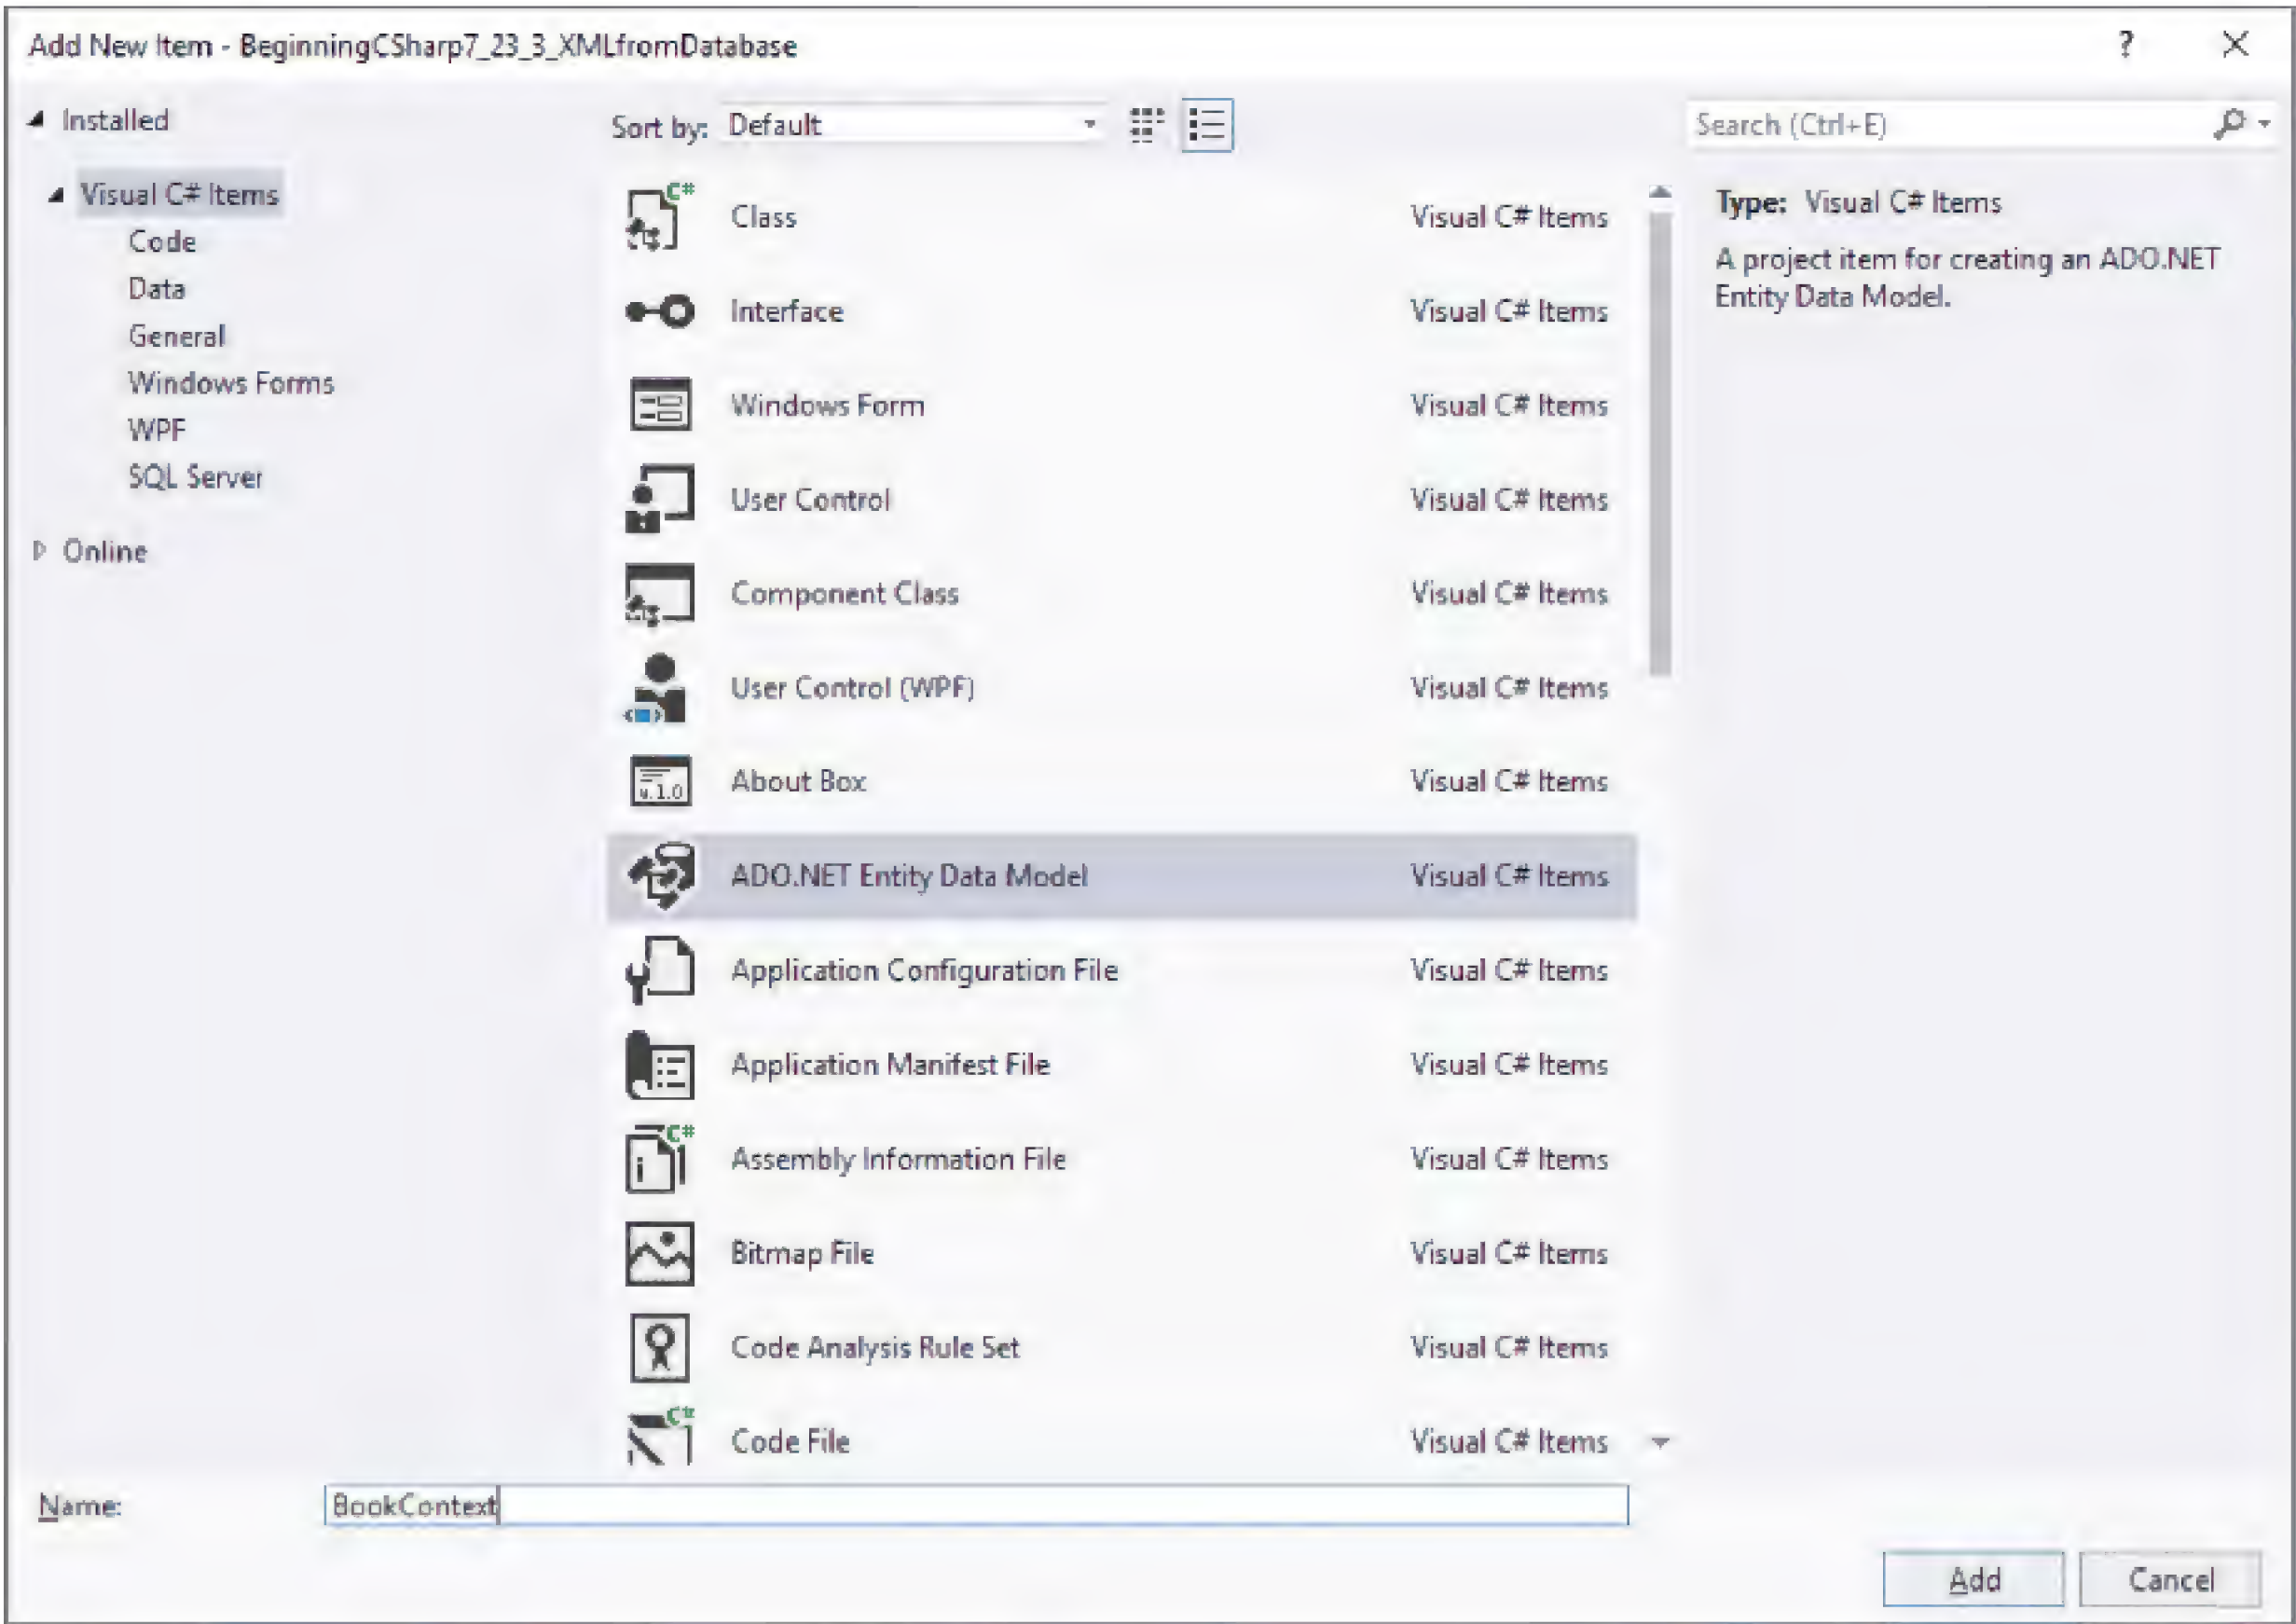 Add New Item - BeginningCSharp7_23_3_XMLfromDatabase
? ×
Installed
Visual C# Items
Code
Data
General
Windows Forms
WPF
SQL Server
Online
Sort by: Default
Class Visual C# Items
Interface Visual C# Items
Windows Form Visual C# Items
User Control Visual C# Items
Component Class Visual C# Items
User Control (WPF) Visual C# Items
v.1.0
About Box Visual C# Items
ADO.NET Entity Data Model Visual C# Items
Application Configuration File Visual C# Items
Application Manifest File Visual C# Items
Assembly Information File Visual C# Items
Bitmap File Visual C# Items
Code Analysis Rule Set Visual C# Items
Code File Visual C# Items
Search (Ctrl+E)
Type: Visual C# Items
A project item for creating an ADO.NET
Entity Data Model.
Name: BookContext
Add Cancel